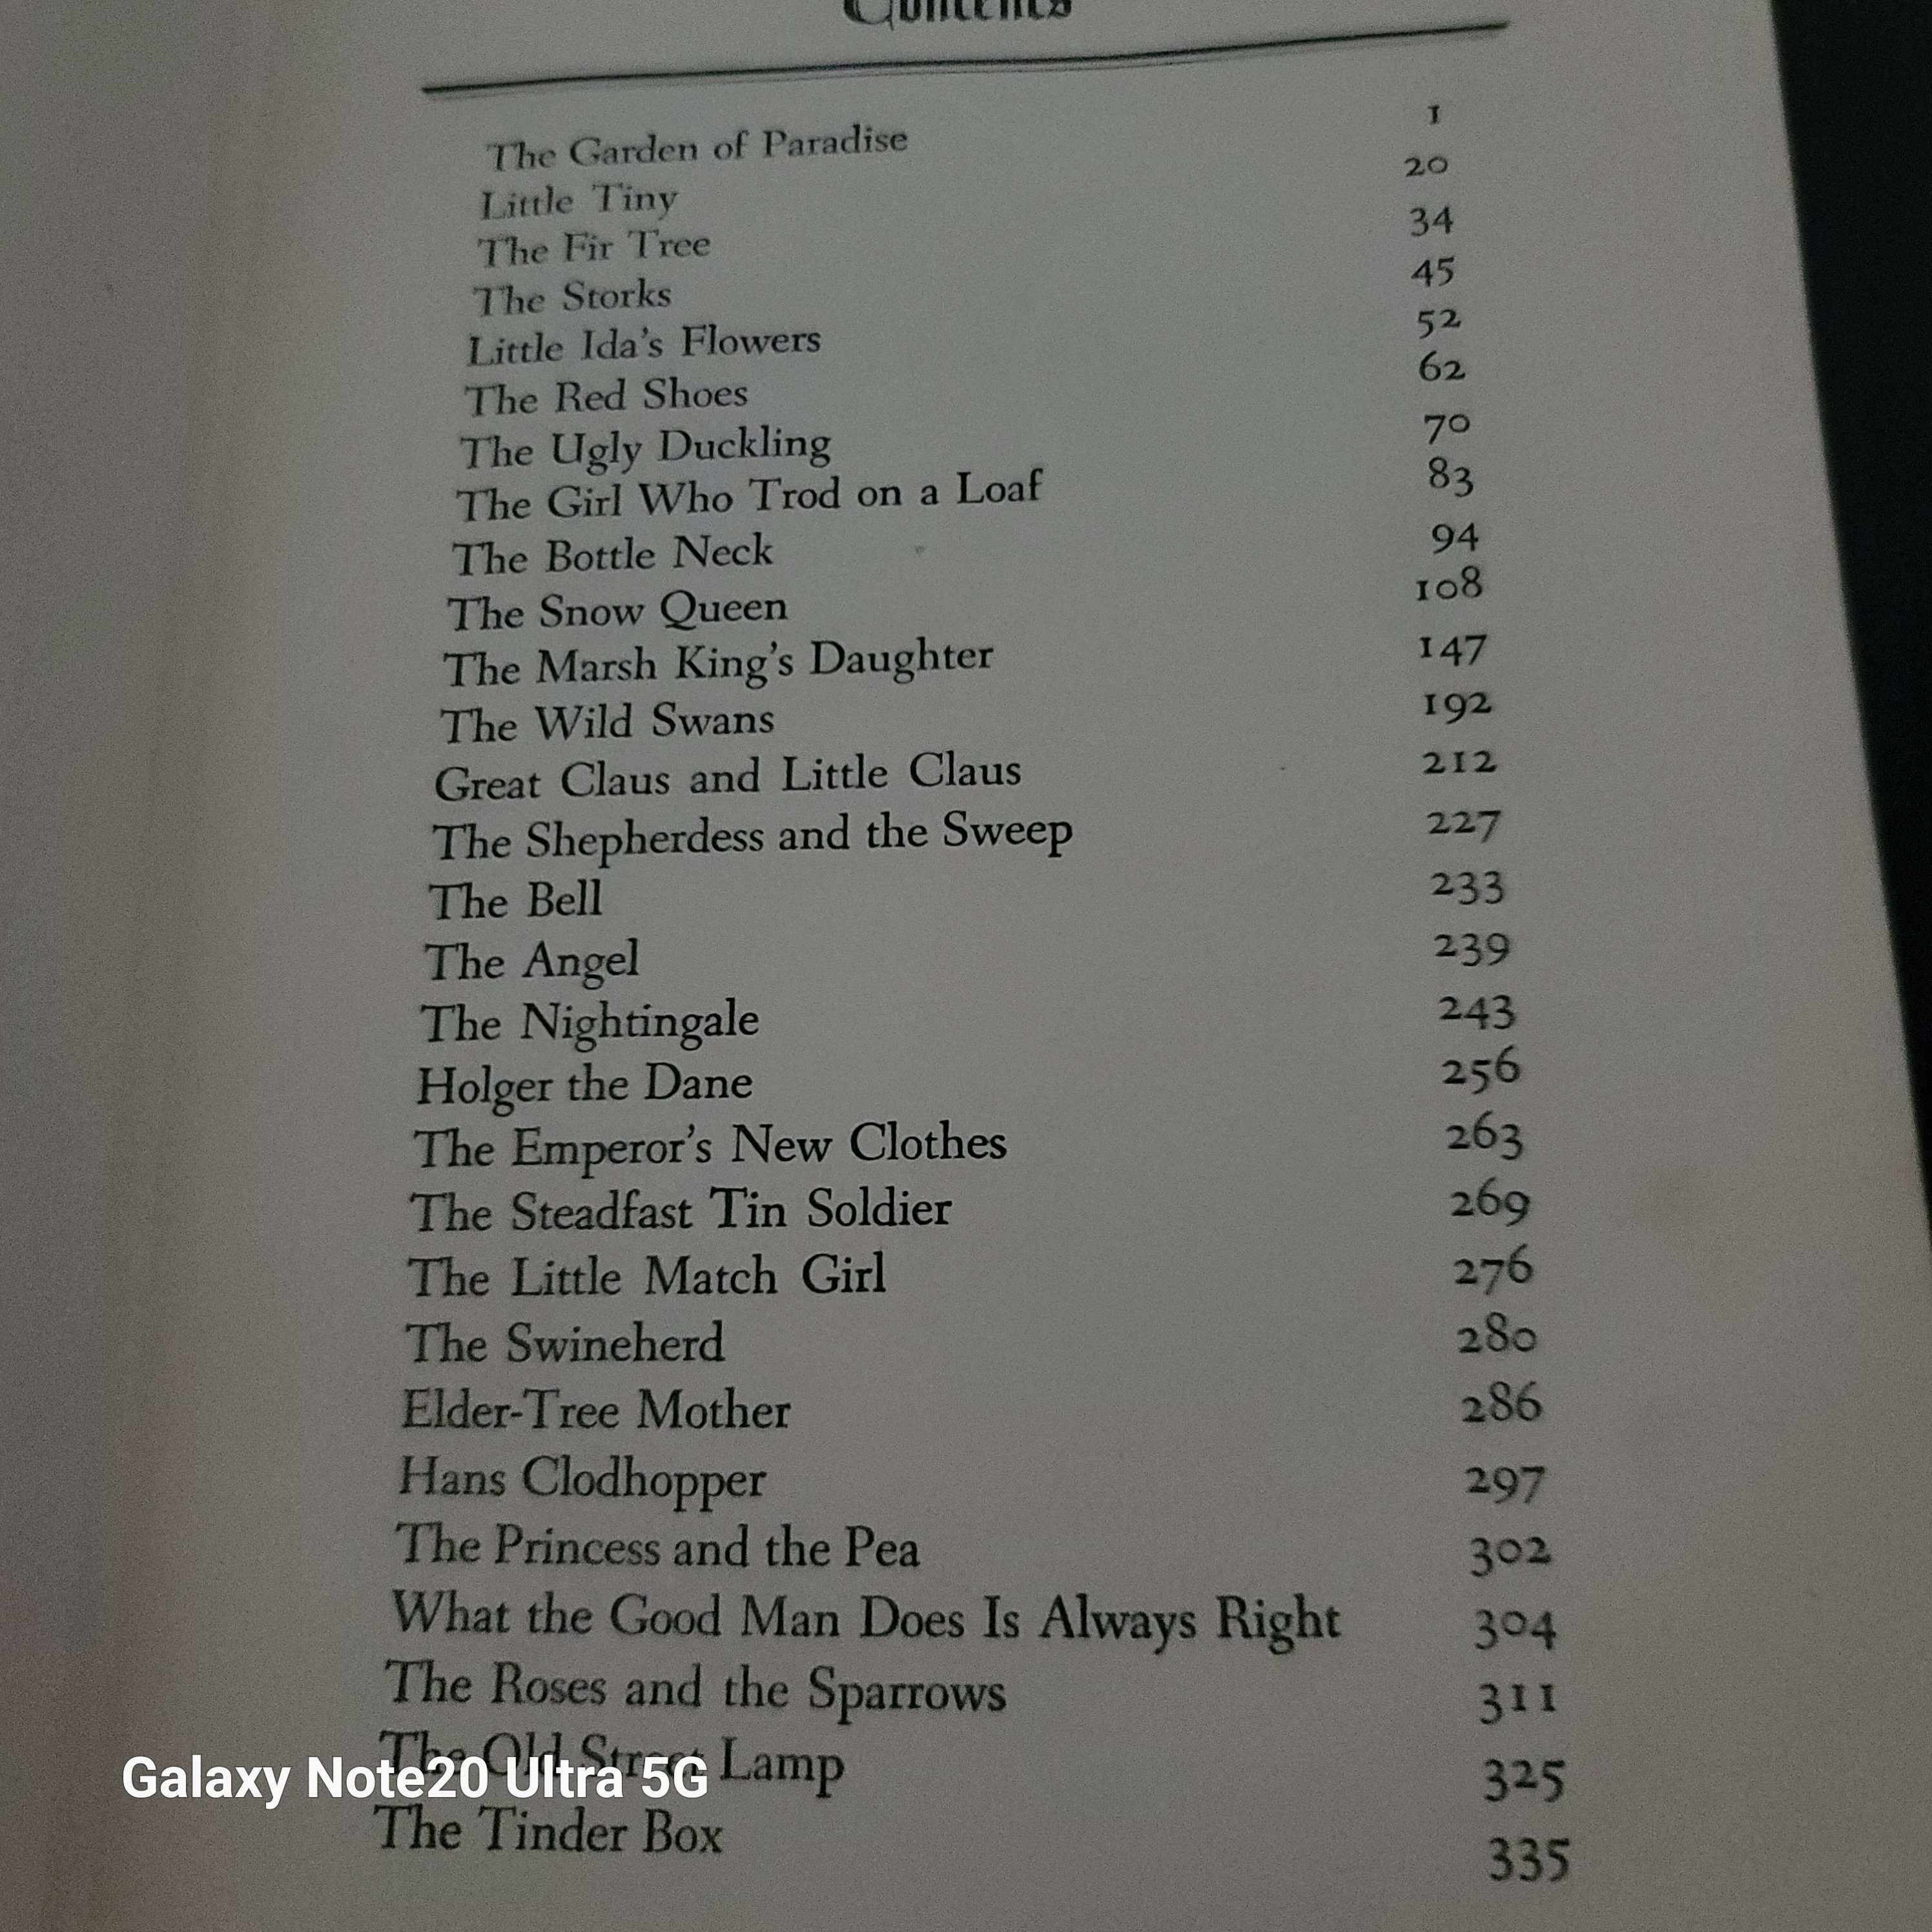 Contents
The Garden of Paradise 1
Little Tiny 20
The Fir Tree 34
The Storks 45
Little Ida's Flowers 52
The Red Shoes 62
The Ugly Duckling 70
The Girl Who Trod on a Loaf 83
The Bottle Neck 94
The Snow Queen 108
The Marsh King's Daughter 147
The Wild Swans 192
Great Claus and Little Claus 212
The Shepherdess and the Sweep 227
The Bell 233
The Angel 239
The Nightingale 243
Holger the Dane 256
The Emperor's New Clothes 263
The Steadfast Tin Soldier 269
The Little Match Girl 276
The Swineherd 280
Elder-Tree Mother 286
Hans Clodhopper 297
The Princess and the Pea 302
What the Good Man Does Is Always Right 304
The Roses and the Sparrows 311
The Old Street Lamp 325
Galaxy Note20 Ultra 5G
The Tinder Box 335